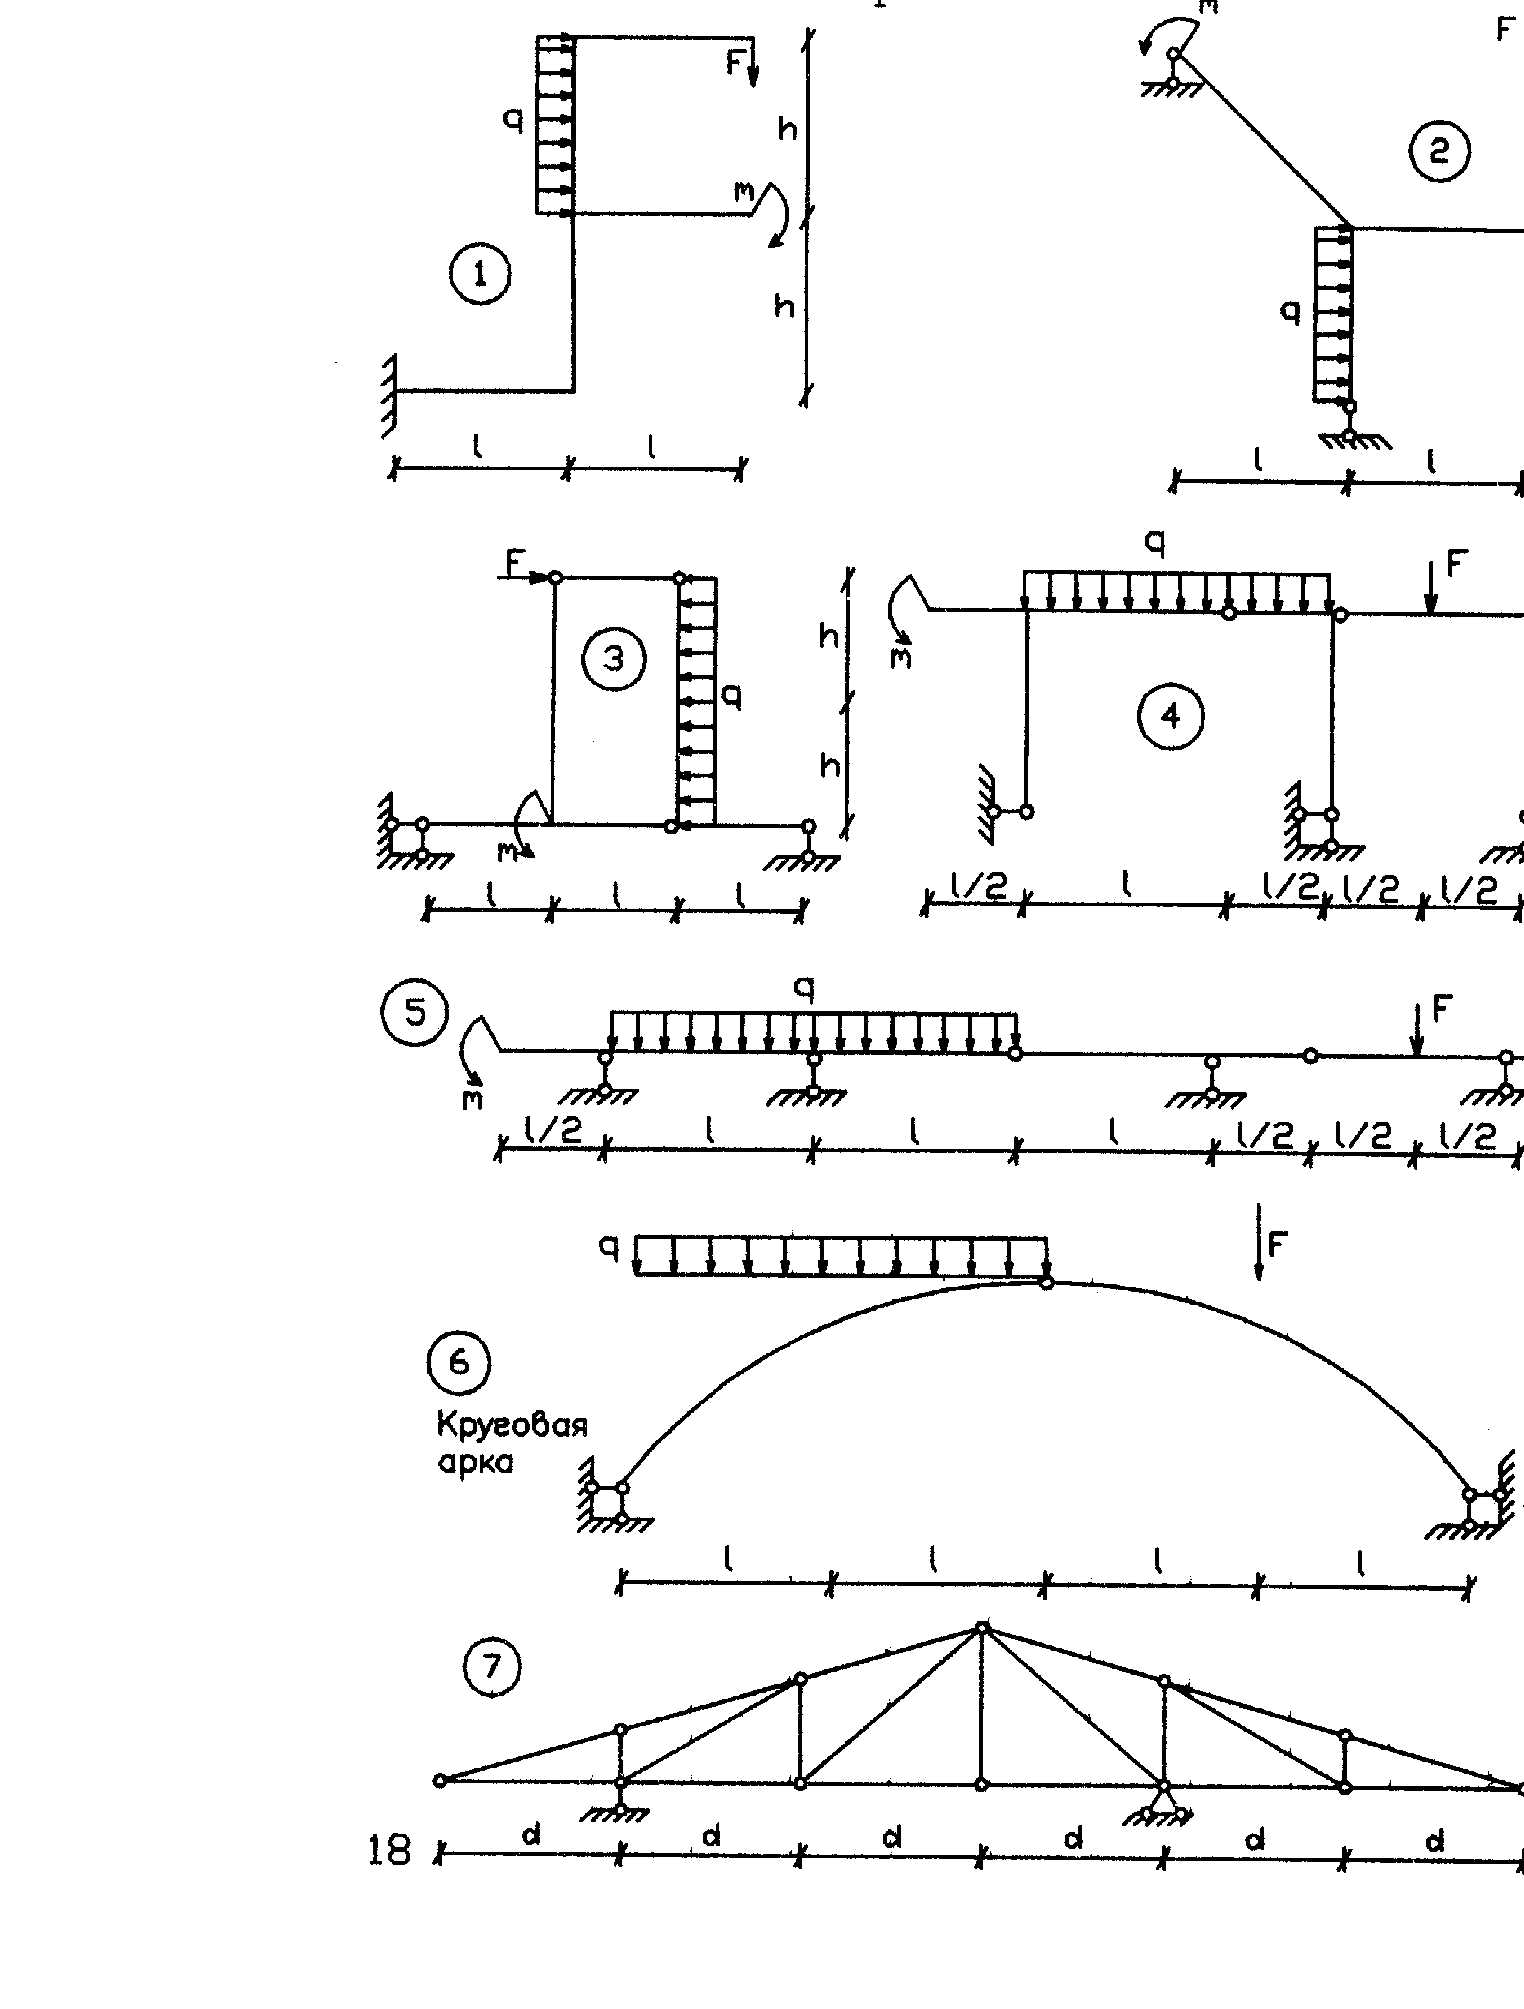 m
F
F
q
h
m
2
1
h
q
l l
l l
q
F
F
3
h
q
m
4
h
m
l l l
l/2 l l/2 l/2 l/2
5
q
F
m
l/2 l l l l/2 l/2 l/2
q
F
6
Круговая
арка
l l l l
7
18
d d d d d d